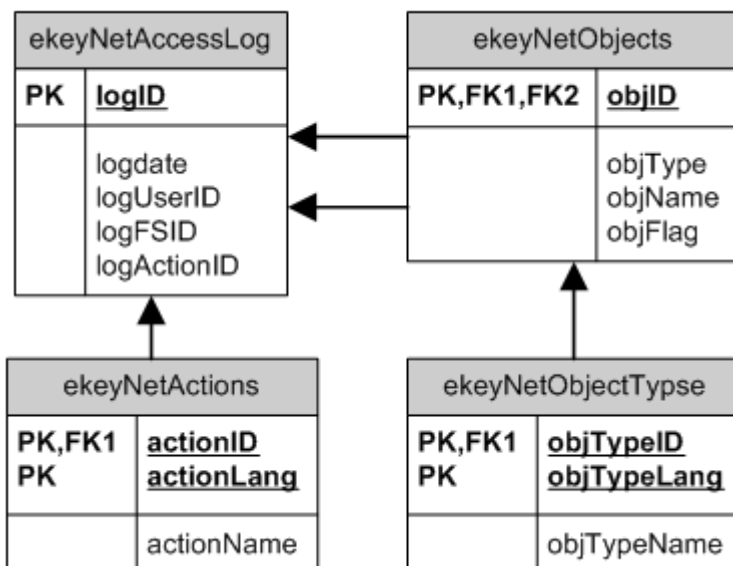 ekeyNetAccessLog
PK logID
logdate
logUserID
logFSID
logActionID
ekeyNetObjects
PK,FK1,FK2 objID
objType
objName
objFlag
ekeyNetActions
PK,FK1 actionID
PK actionLang
actionName
ekeyNetObjectTypse
PK,FK1 objTypeID
PK objTypeLang
objTypeName